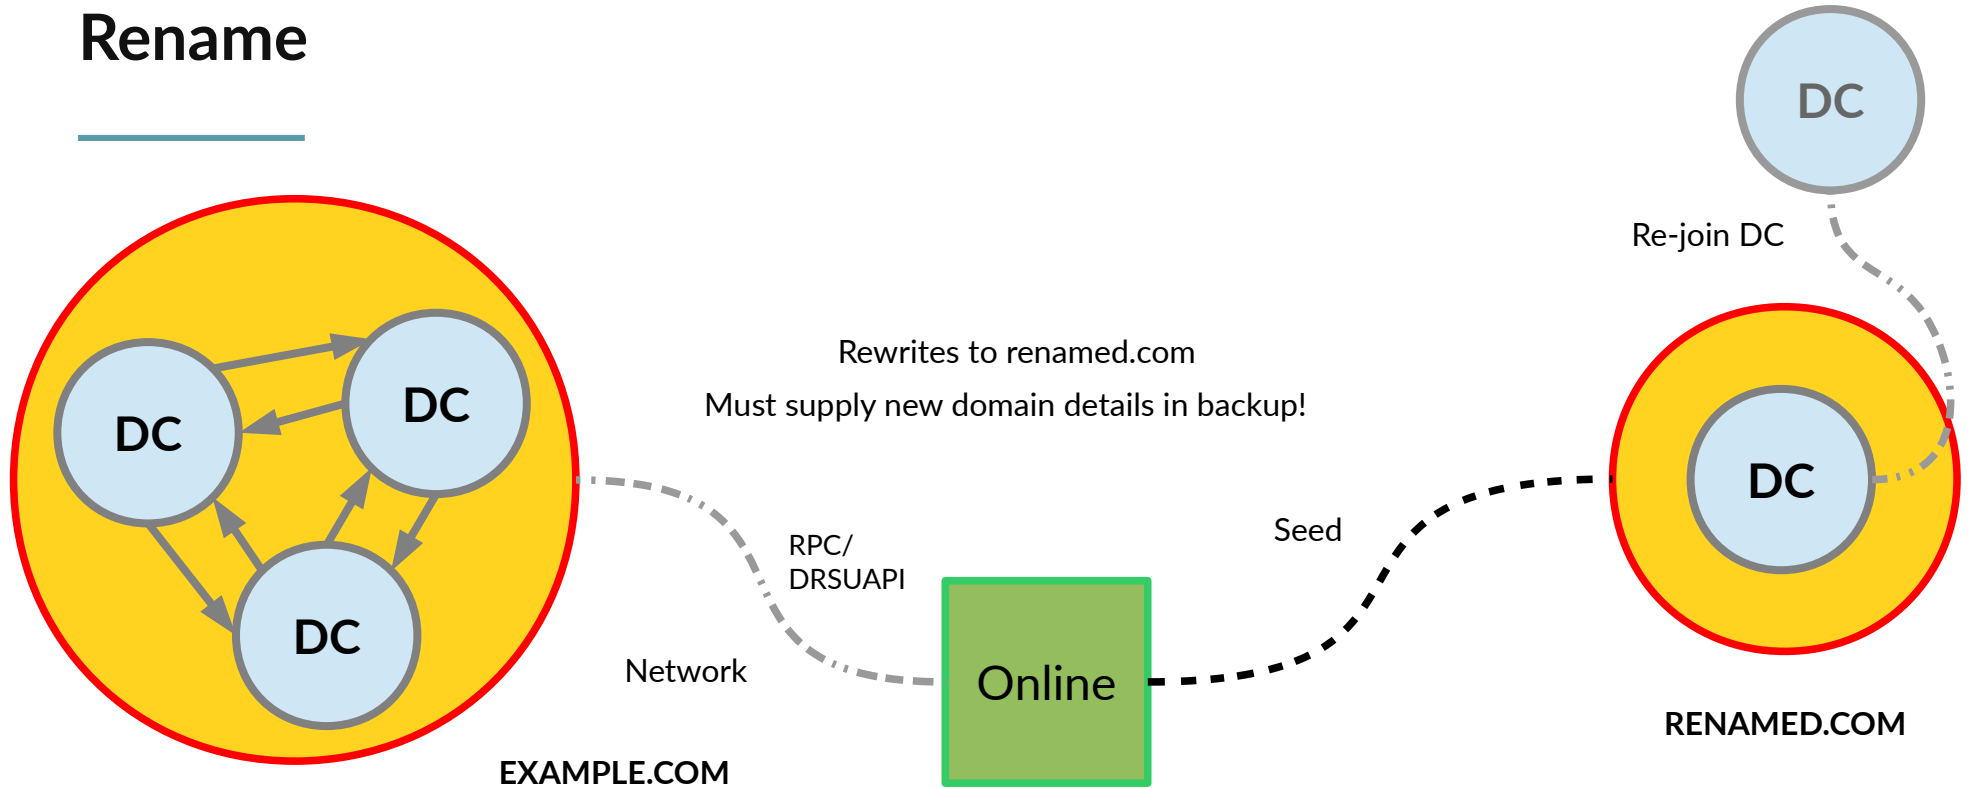 Rename
DC
Re-join DC
Rewrites to renamed.com
Must supply new domain details in backup!
DC
DC
DC
DC
RPC/
DRSUAPI
Network
Online
Seed
EXAMPLE.COM
RENAMED.COM